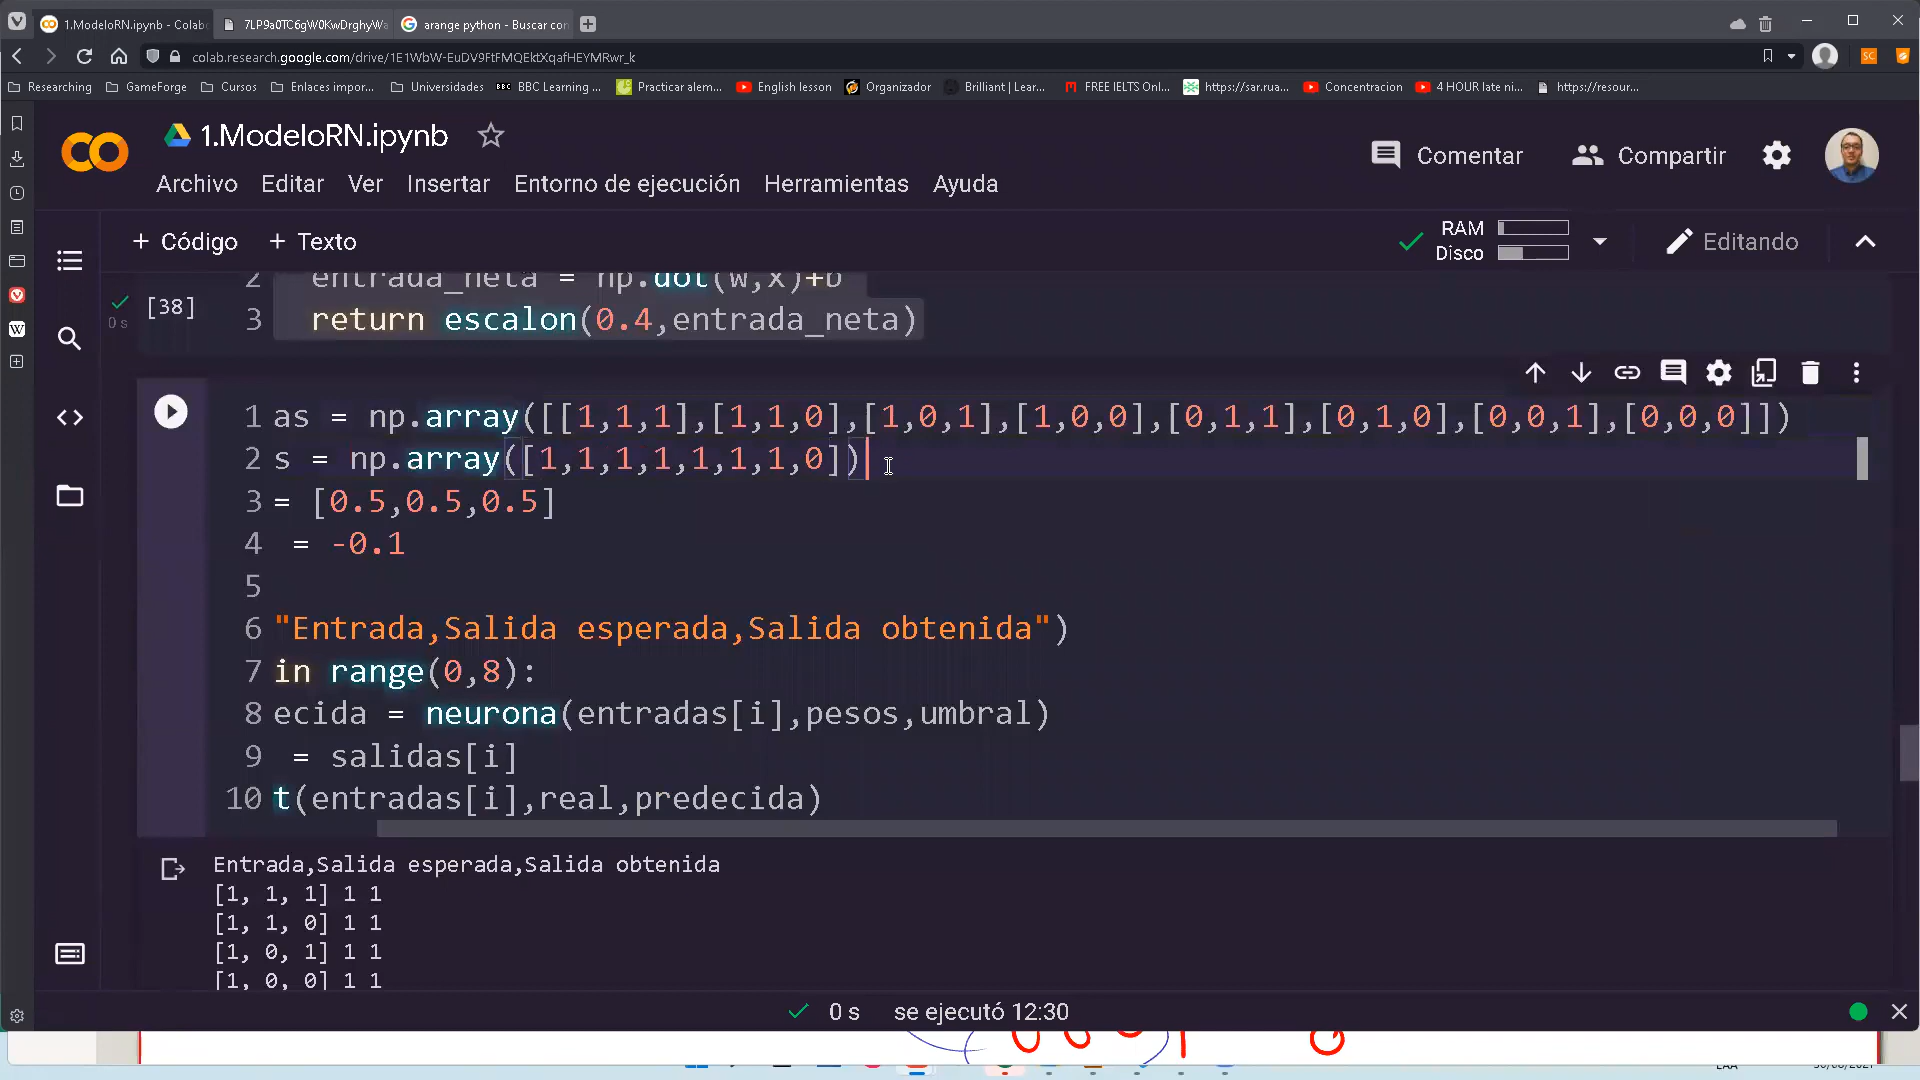 1.ModeloRN.ipynb - Colab
7LP9a0TC6gW0KwDrghyWa
arange python - Buscar con
colab.research.google.com/drive/1E1WbW-EuDV9FtFMQEktXqafHEYMRwr_k
Researching
GameForge
Cursos
Enlaces impor...
Universidades
BBC Learning ...
Practicar alem...
English lesson
Organizador
Brilliant | Lear...
FREE IELTS Onl...
https://sar.rua...
Concentracion
4 HOUR late ni...
https://resour...
1.ModeloRN.ipynb
Comentar
Compartir
Archivo Editar Ver Insertar Entorno de ejecución Herramientas Ayuda
+ Código + Texto
RAM
Disco
Editando
[38]
0 s
2 entrada_neta = np.dot(w,x)+b
3 return escalon(0.4,entrada_neta)
1 as = np.array([[1,1,1],[1,1,0],[1,0,1],[1,0,0],[0,1,1],[0,1,0],[0,0,1],[0,0,0]])
2 s = np.array([1,1,1,1,1,1,1,0])
3 = [0.5,0.5,0.5]
4 = -0.1
5
6 "Entrada,Salida esperada,Salida obtenida")
7 in range(0,8):
8 ecida = neurona(entradas[i],pesos,umbral)
9 = salidas[i]
10 t(entradas[i],real,predecida)
Entrada,Salida esperada,Salida obtenida
[1, 1, 1] 1 1
[1, 1, 0] 1 1
[1, 0, 1] 1 1
[1, 0, 0] 1 1
0 s se ejecutó 12:30